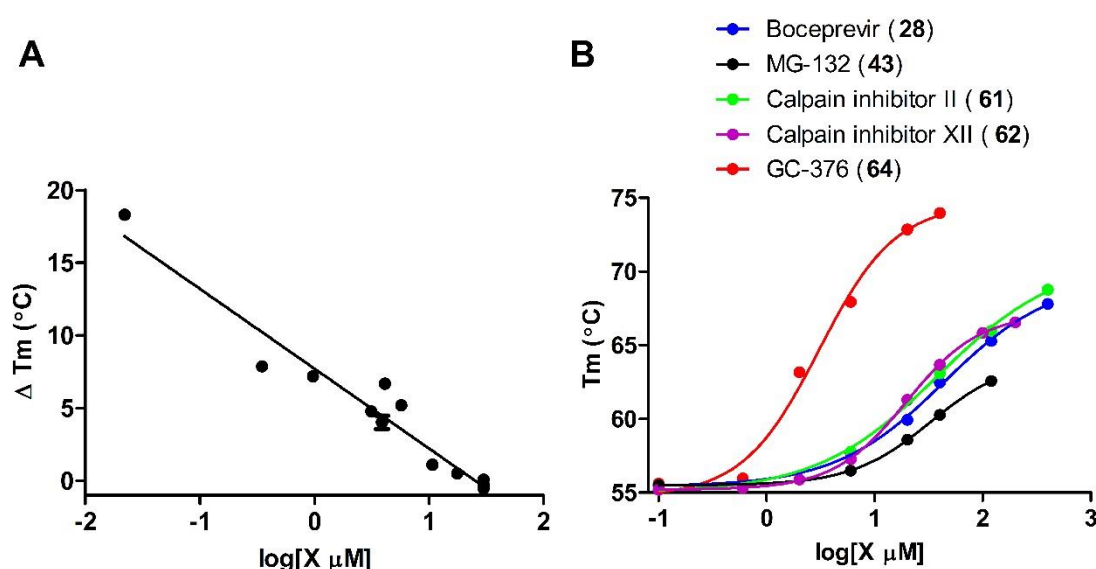 A
20
15
10
5
0
Δ Tm (°C)
-2
-1
0
1
2
log[X μM]
B
Boceprevir (28)
MG-132 (43)
Calpain inhibitor II ( 61)
Calpain inhibitor XII ( 62)
GC-376 (64)
75
70
65
60
55
Tm (°C)
-1
0
1
2
3
log[X μM]